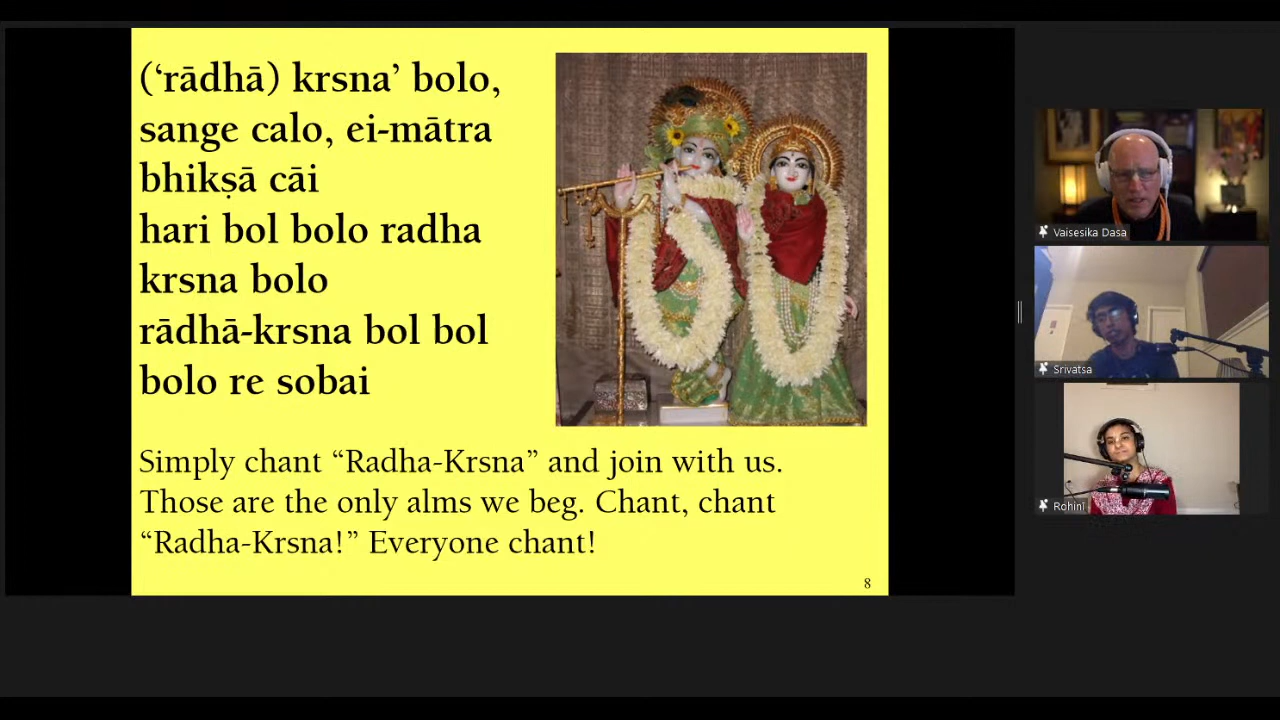 (‘rādhā) krsna’ bolo,
sange calo, ei-mātra
bhikṣā cāi
hari bol bolo radha
krsna bolo
rādhā-krsna bol bol
bolo re sobai
Simply chant “Radha-Krsna” and join with us.
Those are the only alms we beg. Chant, chant
“Radha-Krsna!” Everyone chant!
8
Vaisesika Dasa
Srivatsa
Rohini